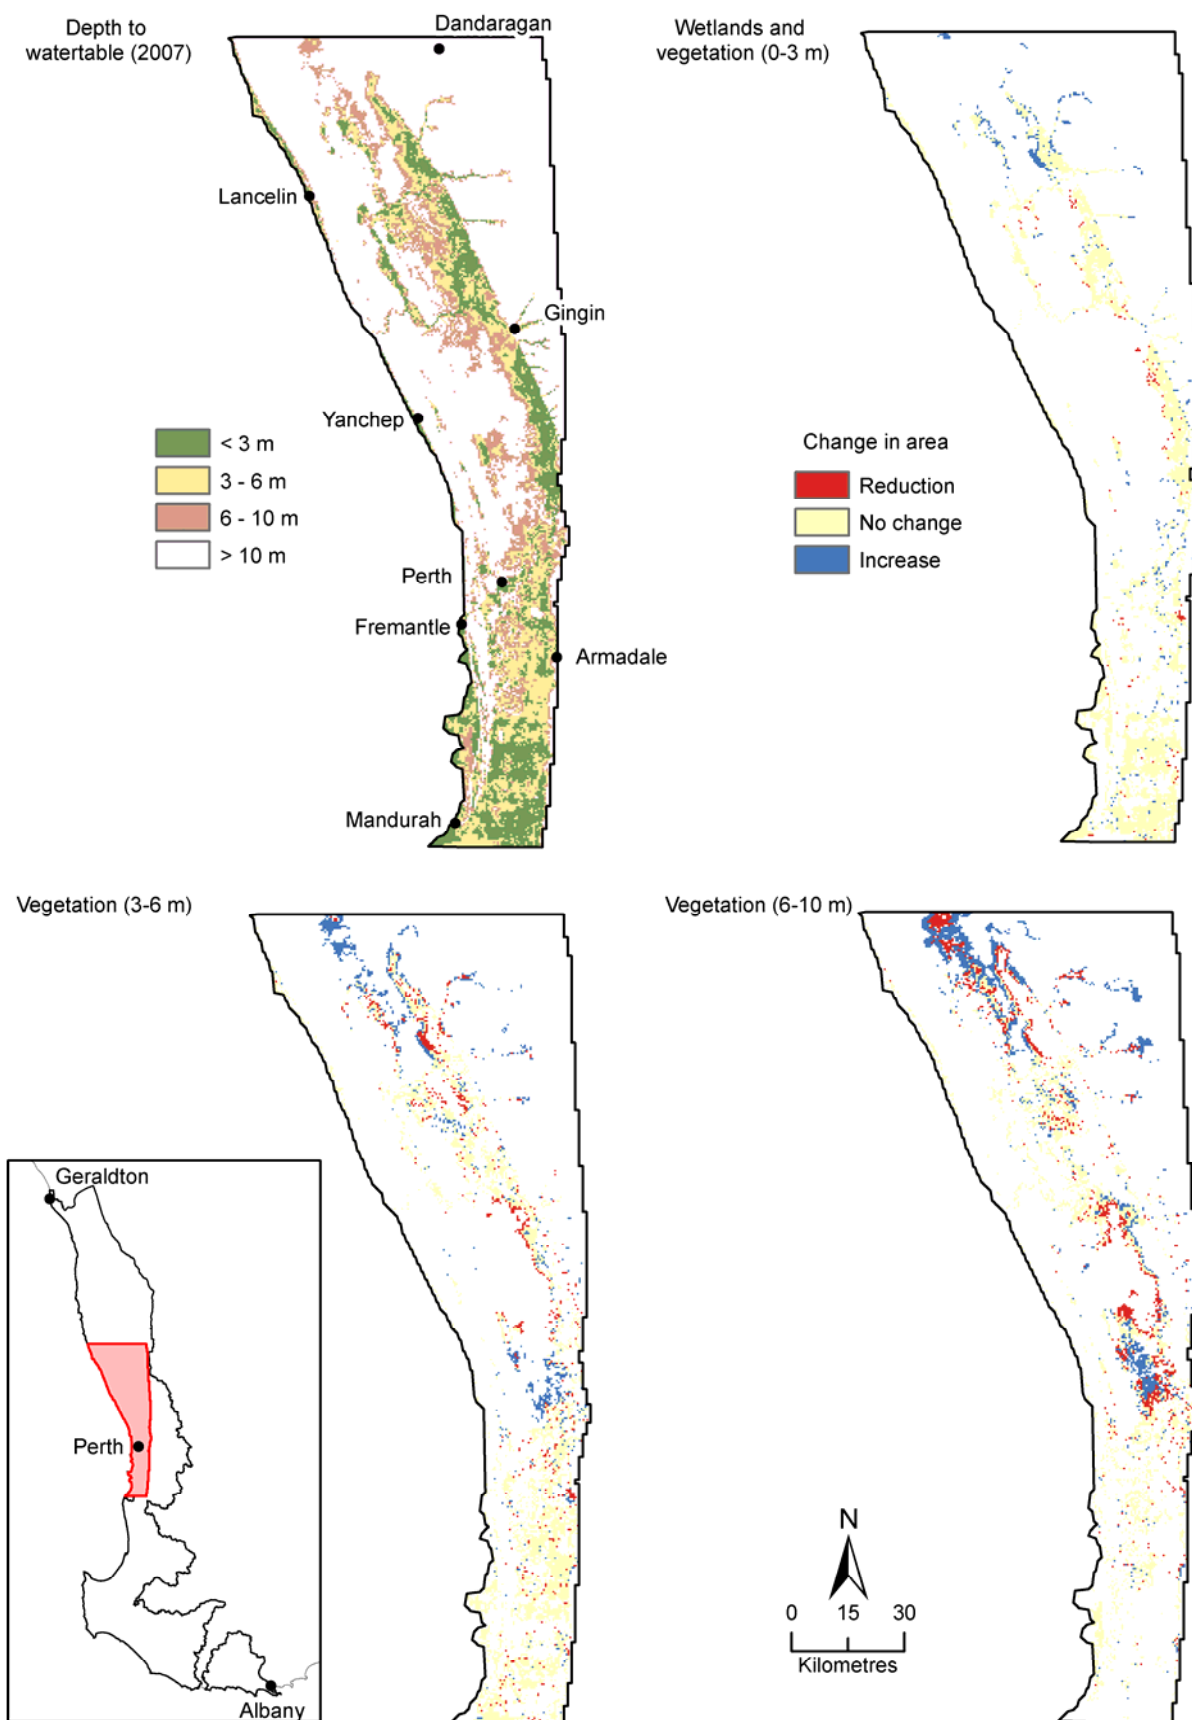 Depth to
watertable (2007)
Dandaragan
Lancelin
Gingin
Yanchep
< 3 m
3 - 6 m
6 - 10 m
> 10 m
Perth
Fremantle
Armadale
Mandurah
Wetlands and
vegetation (0-3 m)
Change in area
Reduction
No change
Increase
Vegetation (3-6 m)
Geraldton
Perth
Albany
Vegetation (6-10 m)
N
0 15 30
Kilometres